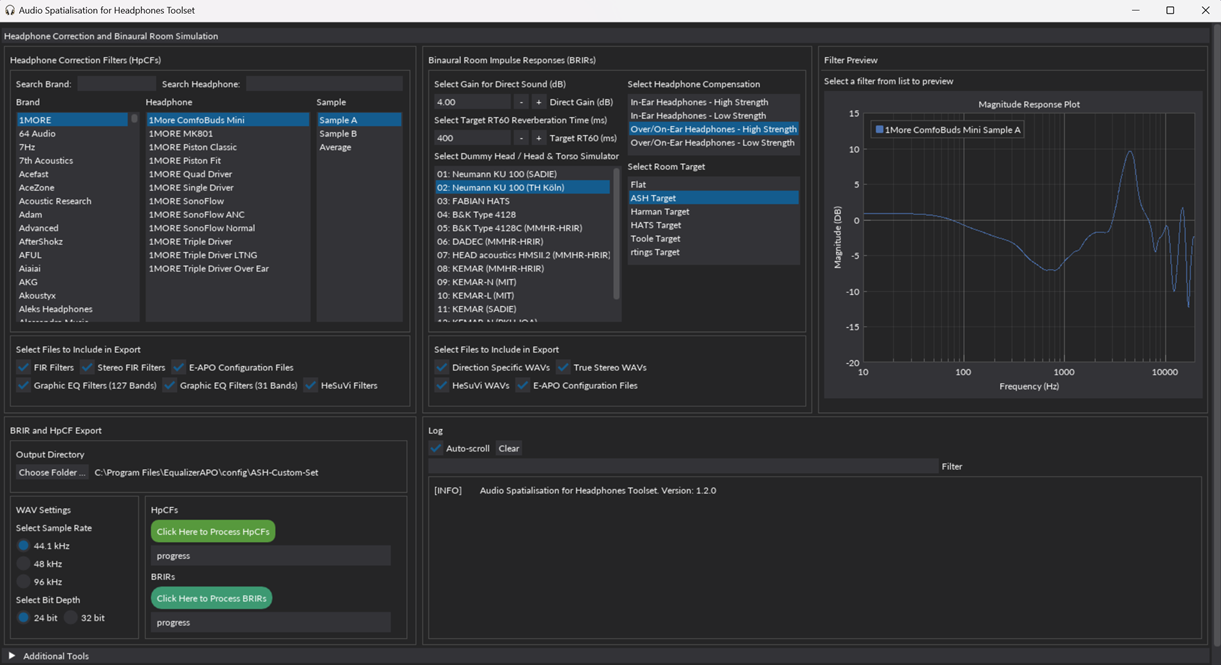 Audio Spatialisation for Headphones Toolset
Headphone Correction and Binaural Room Simulation
Headphone Correction Filters (HpCFs)
Search Brand:
Search Headphone:
Brand
Headphone
Sample
1MORE
64 Audio
7Hz
7th Acoustics
Acefast
AceZone
Acoustic Research
Adam
Advanced
AfterShokz
AFUL
Aiaiai
AKG
Akoustyx
Aleks Headphones
1More ComfoBuds Mini
1MORE MK801
1MORE Piston Classic
1MORE Piston Fit
1MORE Quad Driver
1MORE Single Driver
1MORE SonoFlow
1MORE SonoFlow ANC
1MORE SonoFlow Normal
1MORE Triple Driver
1MORE Triple Driver LTNG
1MORE Triple Driver Over Ear
Sample A
Sample B
Average
Select Files to Include in Export
FIR Filters
Stereo FIR Filters
E-APO Configuration Files
Graphic EQ Filters (127 Bands)
Graphic EQ Filters (31 Bands)
HeSuVi Filters
Binaural Room Impulse Responses (BRIRs)
Select Gain for Direct Sound (dB)
4.00
- + Direct Gain (dB)
Select Target RT60 Reverberation Time (ms)
400
- + Target RT60 (ms)
Select Dummy Head / Head & Torso Simulator
01: Neumann KU 100 (SADIE)
02: Neumann KU 100 (TH Köln)
03: FABIAN HATS
04: B&K Type 4128
05: B&K Type 4128C (MMHR-HRIR)
06: DADEC (MMHR-HRIR)
07: HEAD acoustics HMSII.2 (MMHR-HRIR)
08: KEMAR (MMHR-HRIR)
09: KEMAR-N (MIT)
10: KEMAR-L (MIT)
11: KEMAR (SADIE)
Select Headphone Compensation
In-Ear Headphones - High Strength
In-Ear Headphones - Low Strength
Over/On-Ear Headphones - High Strength
Over/On-Ear Headphones - Low Strength
Select Room Target
Flat
ASH Target
Harman Target
HATS Target
Toole Target
rtings Target
Select Files to Include in Export
Direction Specific WAVs
True Stereo WAVs
HeSuVi WAVs
E-APO Configuration Files
Filter Preview
Select a filter from list to preview
Magnitude Response Plot
1More ComfoBuds Mini Sample A
Magnitude (DB)
15
10
5
0
-5
-10
-15
-20
10 100 1000 10000
Frequency (Hz)
BRIR and HpCF Export
Output Directory
Choose Folder ...
C:\Program Files\EqualizerAPO\config\ASH-Custom-Set
WAV Settings
Select Sample Rate
44.1 kHz
48 kHz
96 kHz
Select Bit Depth
24 bit
32 bit
HpCFs
Click Here to Process HpCFs
progress
BRIRs
Click Here to Process BRIRs
progress
Log
Auto-scroll
Clear
Filter
[INFO] Audio Spatialisation for Headphones Toolset. Version: 1.2.0
Additional Tools